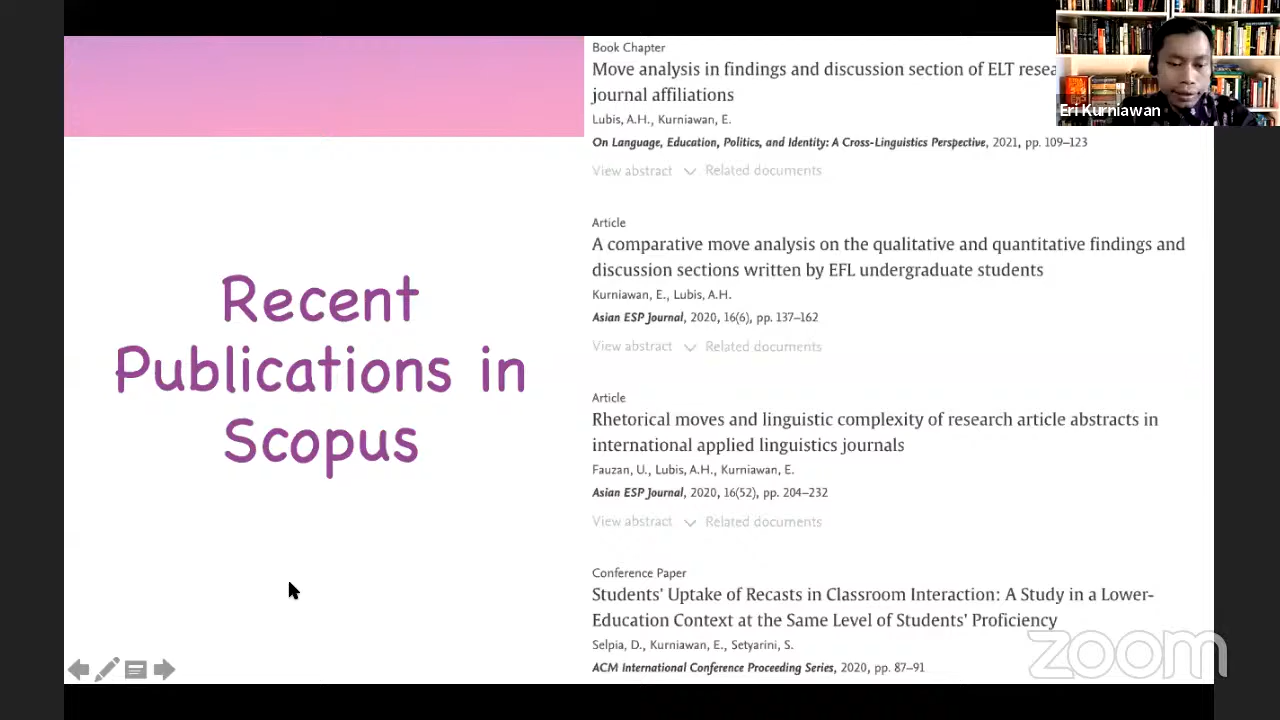 Recent
Publications in
Scopus
Book Chapter
Move analysis in findings and discussion section of ELT
journal affiliations
Lubis, A.H., Kurniawan, E.
On Language, Education, Politics, and Identity: A Cross-Linguistics Perspective, 2021, pp. 109–123
View abstract Related documents
Article
A comparative move analysis on the qualitative and quantitative findings and
discussion sections written by EFL undergraduate students
Kurniawan, E., Lubis, A.H.
Asian ESP Journal, 2020, 16(6), pp. 137–162
View abstract Related documents
Article
Rhetorical moves and linguistic complexity of research article abstracts in
international applied linguistics journals
Fauzan, U., Lubis, A.H., Kurniawan, E.
Asian ESP Journal, 2020, 16(52), pp. 204–232
View abstract Related documents
Conference Paper
Students' Uptake of Recasts in Classroom Interaction: A Study in a Lower-
Education Context at the Same Level of Students' Proficiency
Selpia, D., Kurniawan, E., Setyarini, S.
ACM International Conference Proceeding Series, 2020, pp. 87–91
Eri Kurniawan
zoom